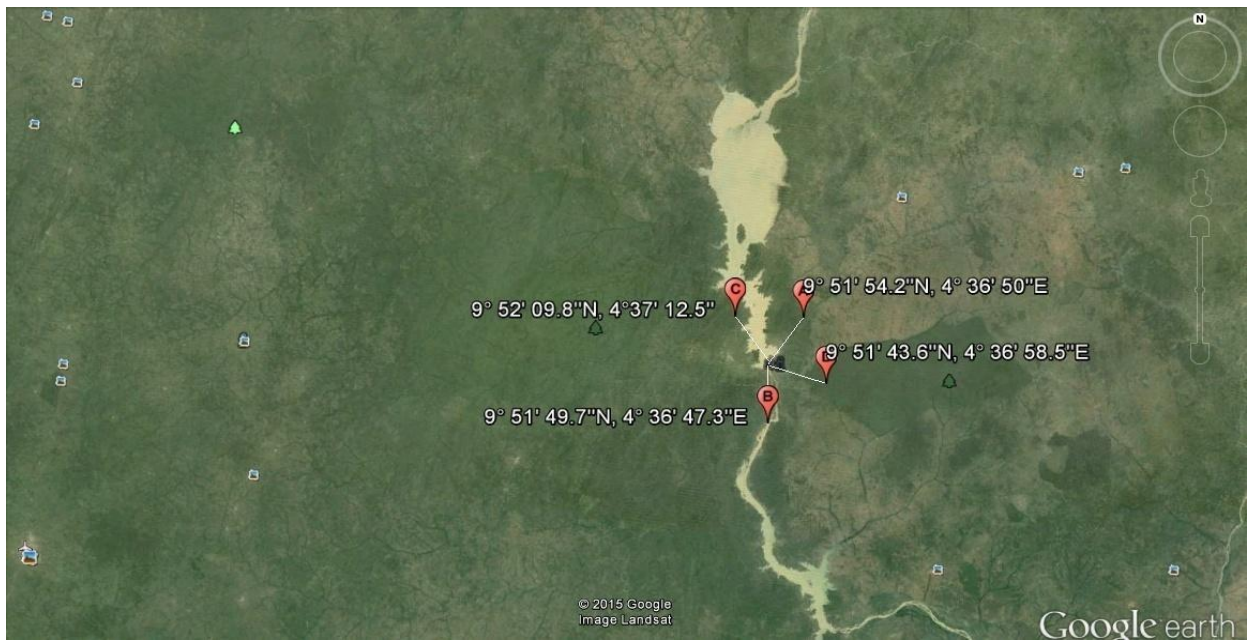 N
C
A
9° 51' 54.2"N, 4° 36' 50"E
9° 52' 09.8"N, 4°37' 12.5"
9° 51' 43.6"N, 4° 36' 58.5"E
B
9° 51' 49.7"N, 4° 36' 47.3"E
© 2015 Google
Image Landsat
Google earth